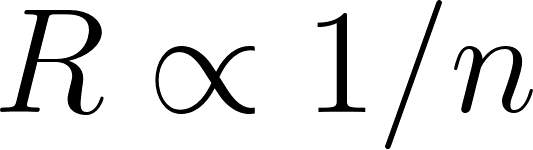 R ∝ 1/n